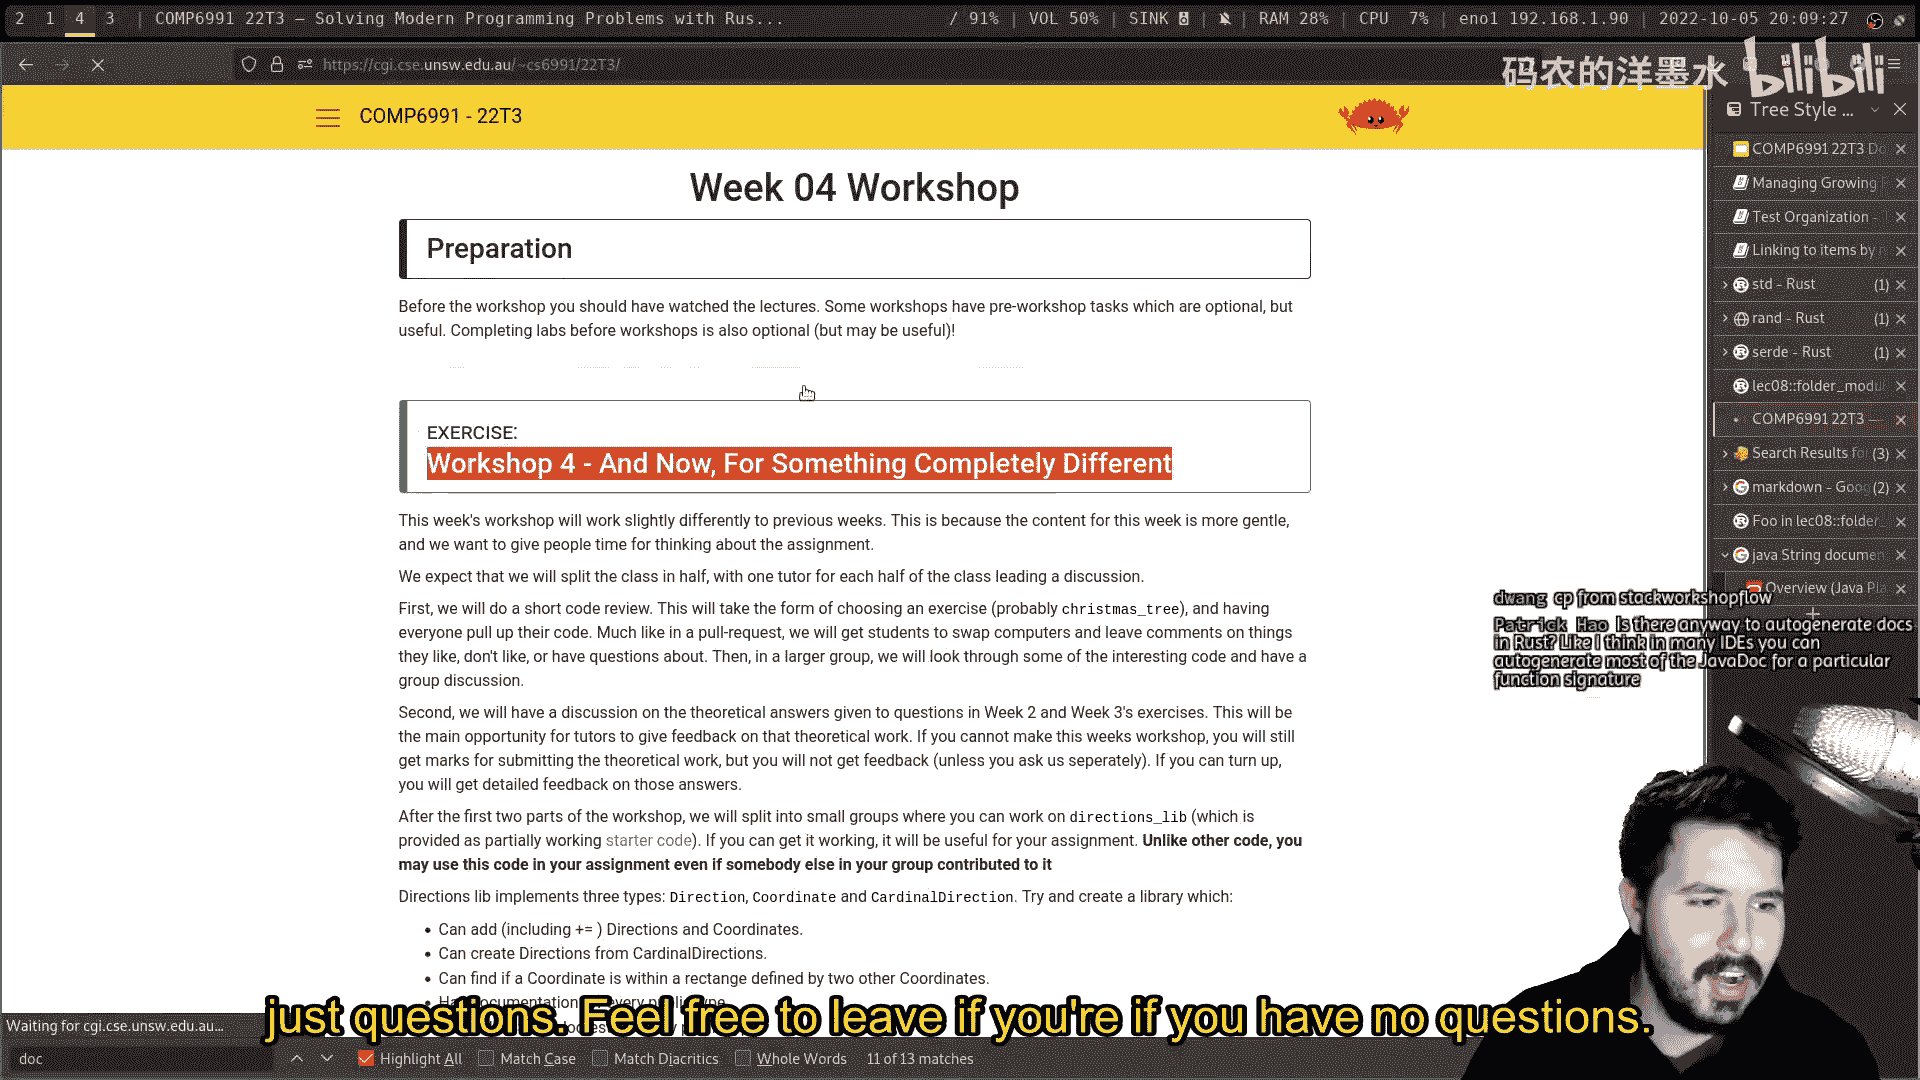 2 1 4 3 COMP6991 22T3 — Solving Modern Programming Problems with Rus... / 91% | VOL 50% | SINK | | RAM 28% | CPU 7% | eno1 192.168.1.90 | 2022-10-05 20:09:27
https://cgi.cse.unsw.edu.au/~cs6991/22T3/
码农的洋墨水 bilibili
COMP6991 - 22T3
Tree Style ...
COMP6991 22T3 Do
Managing Growing
Test Organization -
Linking to items by
std - Rust (1)
rand - Rust (1)
serde - Rust (1)
lec08::folder_modu
COMP6991 22T3 —
Search Results fo (3)
markdown - Goog (2)
Foo in lec08::folder_
java String documen
Overview (Java Pla
Week 04 Workshop
Preparation
Before the workshop you should have watched the lectures. Some workshops have pre-workshop tasks which are optional, but
useful. Completing labs before workshops is also optional (but may be useful)!
EXERCISE:
Workshop 4 - And Now, For Something Completely Different
This week's workshop will work slightly differently to previous weeks. This is because the content for this week is more gentle,
and we want to give people time for thinking about the assignment.
We expect that we will split the class in half, with one tutor for each half of the class leading a discussion.
First, we will do a short code review. This will take the form of choosing an exercise (probably christmas_tree), and having
everyone pull up their code. Much like in a pull-request, we will get students to swap computers and leave comments on things
they like, don't like, or have questions about. Then, in a larger group, we will look through some of the interesting code and have a
group discussion.
Second, we will have a discussion on the theoretical answers given to questions in Week 2 and Week 3's exercises. This will be
the main opportunity for tutors to give feedback on that theoretical work. If you cannot make this weeks workshop, you will still
get marks for submitting the theoretical work, but you will not get feedback (unless you ask us seperately). If you can turn up,
you will get detailed feedback on those answers.
After the first two parts of the workshop, we will split into small groups where you can work on directions_lib (which is
provided as partially working starter code). If you can get it working, it will be useful for your assignment. Unlike other code, you
may use this code in your assignment even if somebody else in your group contributed to it
Directions lib implements three types: Direction, Coordinate and CardinalDirection. Try and create a library which:
Can add (including += ) Directions and Coordinates.
Can create Directions from CardinalDirections.
Can find if a Coordinate is within a rectange defined by two other Coordinates.
dwang cp from stackworkshopflow
Patrick Hao Is there anyway to autogenerate docs
in Rust? Like I think in many IDEs you can
autogenerate most of the JavaDoc for a particular
function signature
just questions. Feel free to leave if you're if you have no questions.
Waiting for cgi.cse.unsw.edu.au...
doc Highlight All Match Case Match Diacritics Whole Words 11 of 13 matches